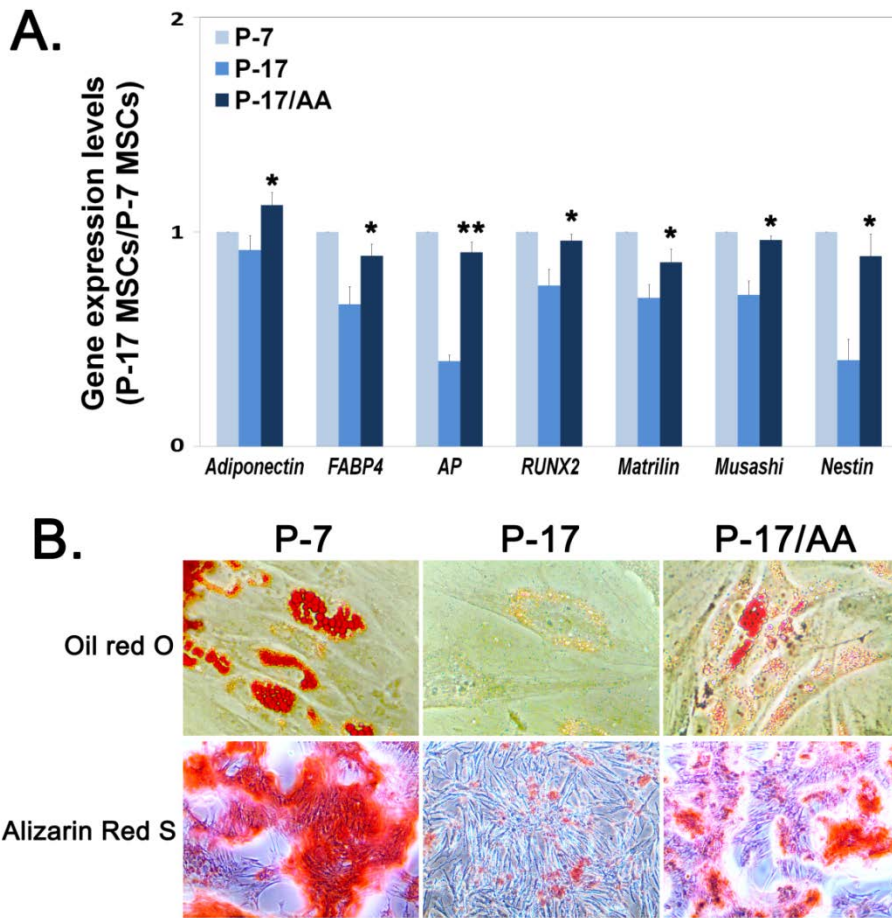 A.
Gene expression levels
(P-17 MSCs/P-7 MSCs)
2
1
0
P-7
P-17
P-17/AA
*
*
**
*
*
*
*
Adiponectin FABP4 AP RUNX2 Matrilin Musashi Nestin
B.
P-7 P-17 P-17/AA
Oil red O
Alizarin Red S